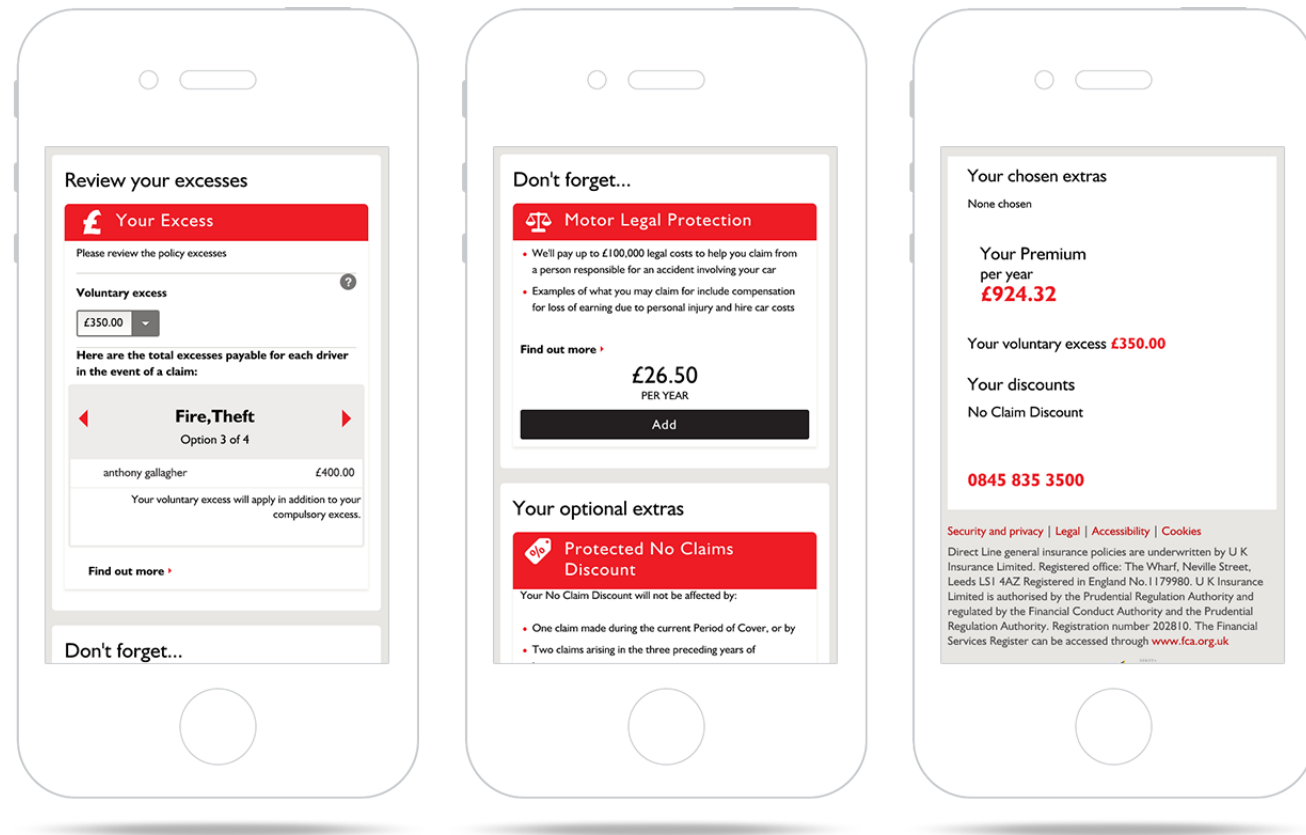 Review your excesses
Your Excess
Please review the policy excesses
Voluntary excess
?
£350.00
Here are the total excesses payable for each driver
in the event of a claim:
Fire,Theft
Option 3 of 4
anthony gallagher £400.00
Your voluntary excess will apply in addition to your
compulsory excess.
Find out more
Don't forget...
Don't forget...
Motor Legal Protection
We'll pay up to £100,000 legal costs to help you claim from
a person responsible for an accident involving your car
Examples of what you may claim for include compensation
for loss of earning due to personal injury and hire car costs
Find out more
£26.50
PER YEAR
Add
Your optional extras
Protected No Claims
Discount
Your No Claim Discount will not be affected by:
One claim made during the current Period of Cover, or by
Two claims arising in the three preceding years of
Your chosen extras
None chosen
Your Premium
per year
£924.32
Your voluntary excess £350.00
Your discounts
No Claim Discount
0845 835 3500
Security and privacy | Legal | Accessibility | Cookies
Direct Line general insurance policies are underwritten by U K
Insurance Limited. Registered office: The Wharf, Neville Street,
Leeds LS1 4AZ Registered in England No.1179980. U K Insurance
Limited is authorised by the Prudential Regulation Authority and
regulated by the Financial Conduct Authority and the Prudential
Regulation Authority. Registration number 202810. The Financial
Services Register can be accessed through www.fca.org.uk